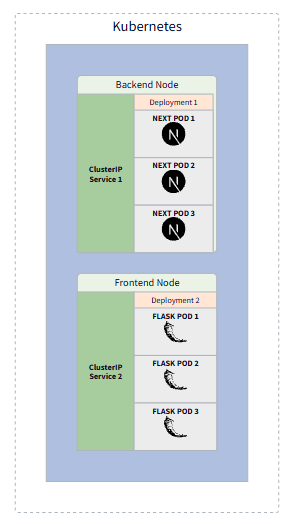 Kubernetes
Backend Node
Deployment 1
NEXT POD 1
N
ClusterIP
Service 1
NEXT POD 2
N
NEXT POD 3
N
Frontend Node
Deployment 2
FLASK POD 1
ClusterIP
Service 2
FLASK POD 2
FLASK POD 3